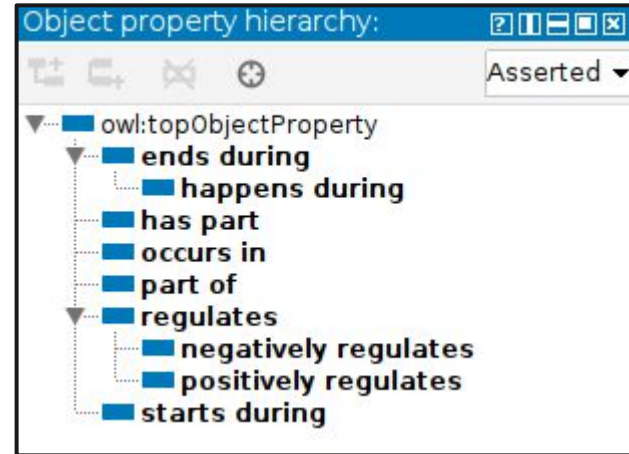 Object property hierarchy:
Asserted
owl:topObjectProperty
ends during
happens during
has part
occurs in
part of
regulates
negatively regulates
positively regulates
starts during